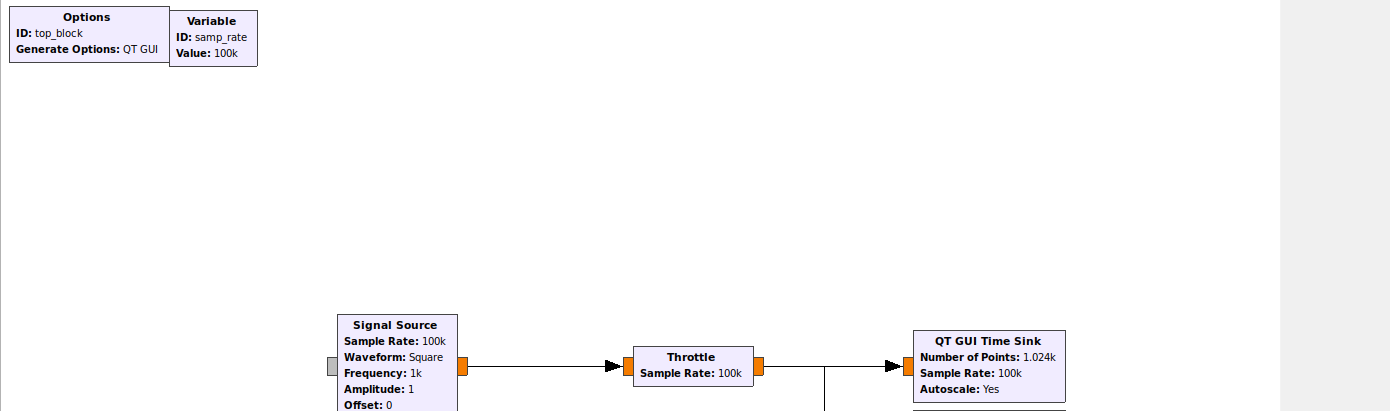 Options
ID: top_block
Generate Options: QT GUI
Variable
ID: samp_rate
Value: 100k
Signal Source
Sample Rate: 100k
Waveform: Square
Frequency: 1k
Amplitude: 1
Offset: 0
Throttle
Sample Rate: 100k
QT GUI Time Sink
Number of Points: 1.024k
Sample Rate: 100k
Autoscale: Yes